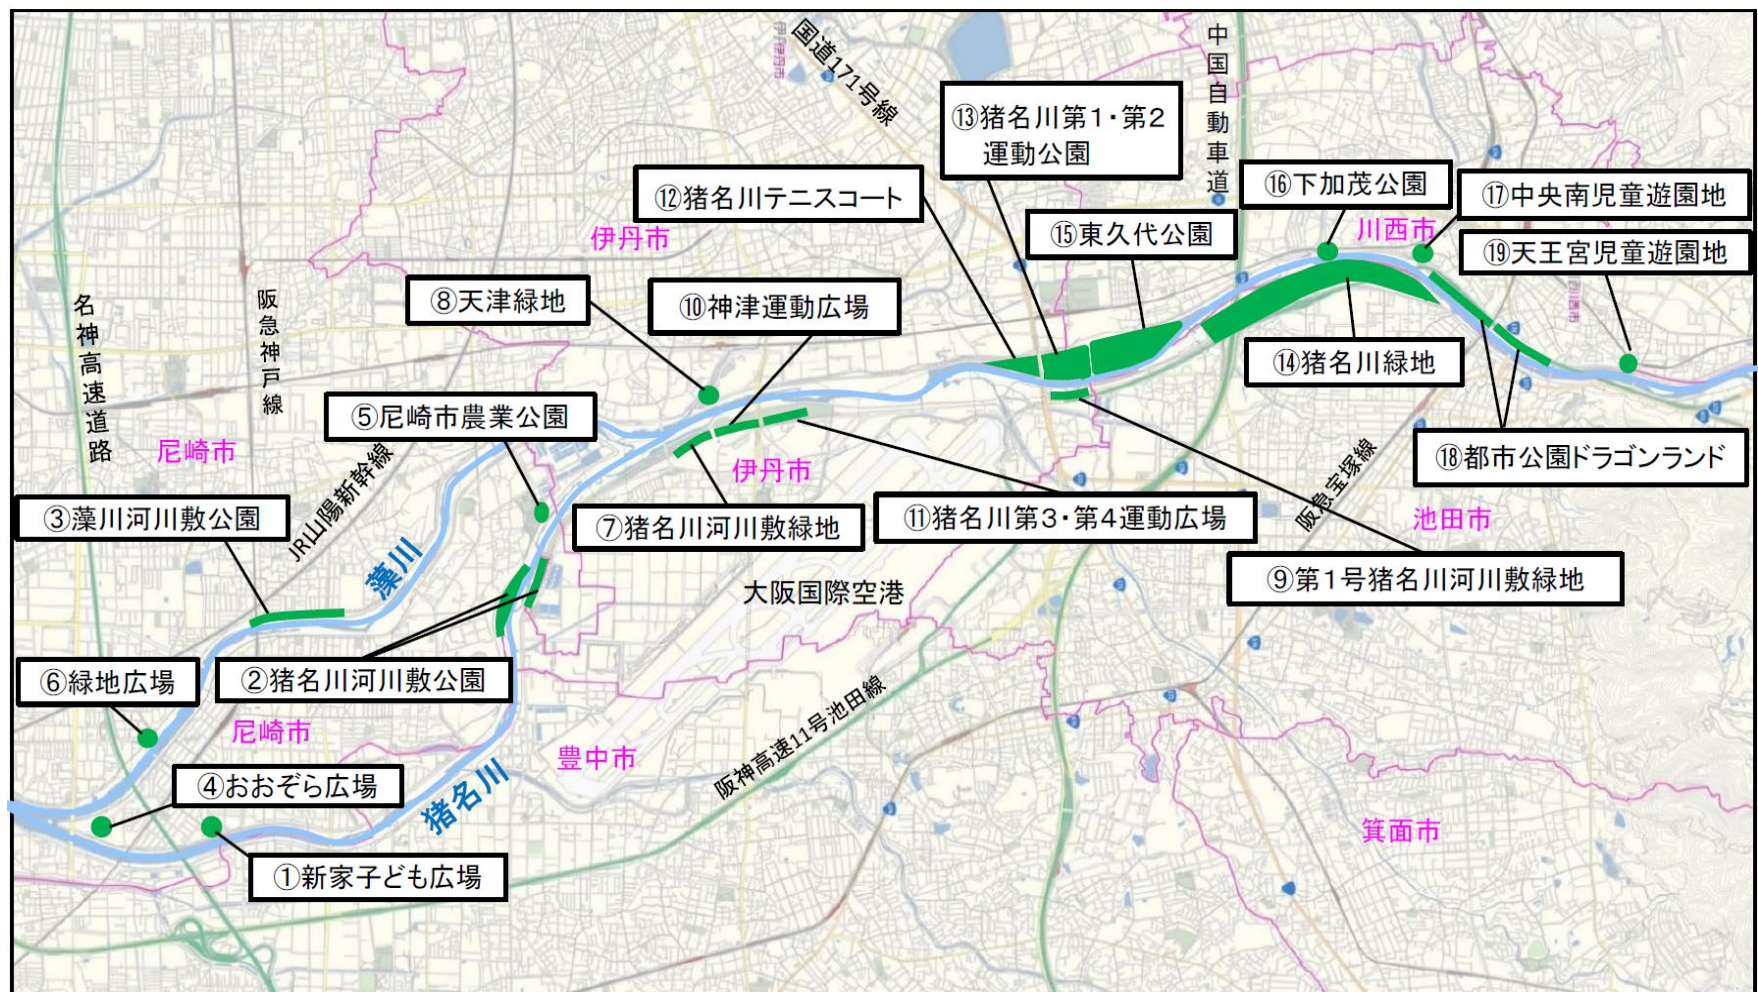 国道171号線
中国自動車道
⑬猪名川第1・第2
運動公園
⑫猪名川テニスコート
⑯下加茂公園
⑰中央南児童遊園地
川西市
⑮東久代公園
⑲天王宮児童遊園地
伊丹市
⑧天津緑地
⑩神津運動広場
名神高速道路
阪急神戸線
⑭猪名川緑地
⑤尼崎市農業公園
尼崎市
伊丹市
⑱都市公園ドラゴンランド
阪急宝塚線
JR山陽新幹線
③藻川河川敷公園
⑦猪名川河川敷緑地
⑪猪名川第3・第4運動広場
池田市
藻川
大阪国際空港
⑨第1号猪名川河川敷緑地
⑥緑地広場
②猪名川河川敷公園
尼崎市
豊中市
阪神高速11号池田線
④おおぞら広場
猪名川
箕面市
①新家子ども広場